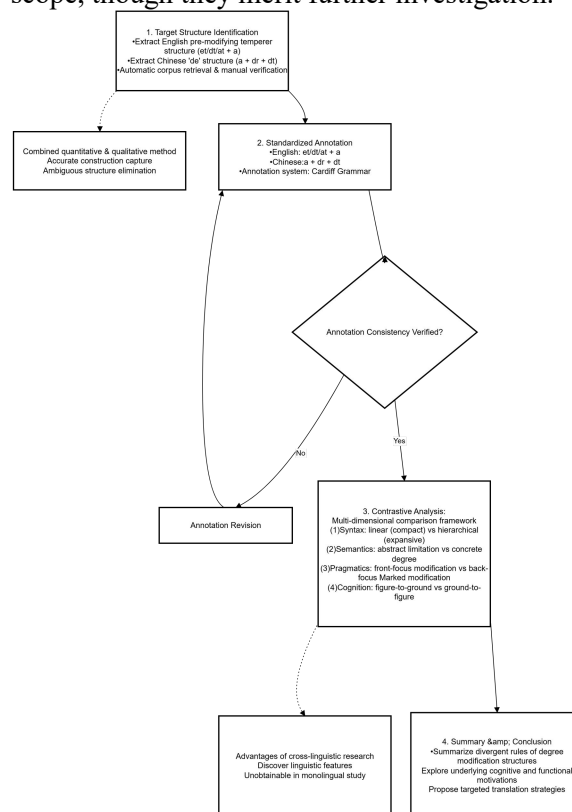 scope, though they merit further investigation.
1. Target Structure Identification
•Extract English pre-modifying temperer
structure (et/dt/at + a)
•Extract Chinese 'de' structure (a + dr + dt)
•Automatic corpus retrieval & manual verification
Combined quantitative & qualitative method
Accurate construction capture
Ambiguous structure elimination
2. Standardized Annotation
•English: et/dt/at + a
•Chinese:a + dr + dt
•Annotation system: Cardiff Grammar
Annotation Consistency Verified?
Yes
No
Annotation Revision
3. Contrastive Analysis:
Multi-dimensional comparison framework
(1)Syntax: linear (compact) vs hierarchical
(expansive)
(2)Semantics: abstract limitation vs concrete
degree
(3)Pragmatics: front-focus modification vs back-
focus Marked modification
(4)Cognition: figure-to-ground vs ground-to-
figure
Advantages of cross-linguistic research
Discover linguistic features
Unobtainable in monolingual study
4. Summary &amp; Conclusion
•Summarize divergent rules of degree
modification structures
Explore underlying cognitive and functional
motivations
Propose targeted translation strategies